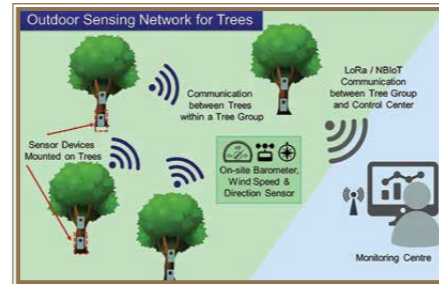 Outdoor Sensing Network for Trees
Communication
between Trees
within a Tree Group
LoRa / NBIoT
Communication
between Tree Group
and Control Center
Sensor Devices
Mounted on Trees
On-site Barometer,
Wind Speed &
Direction Sensor
Monitoring Centre